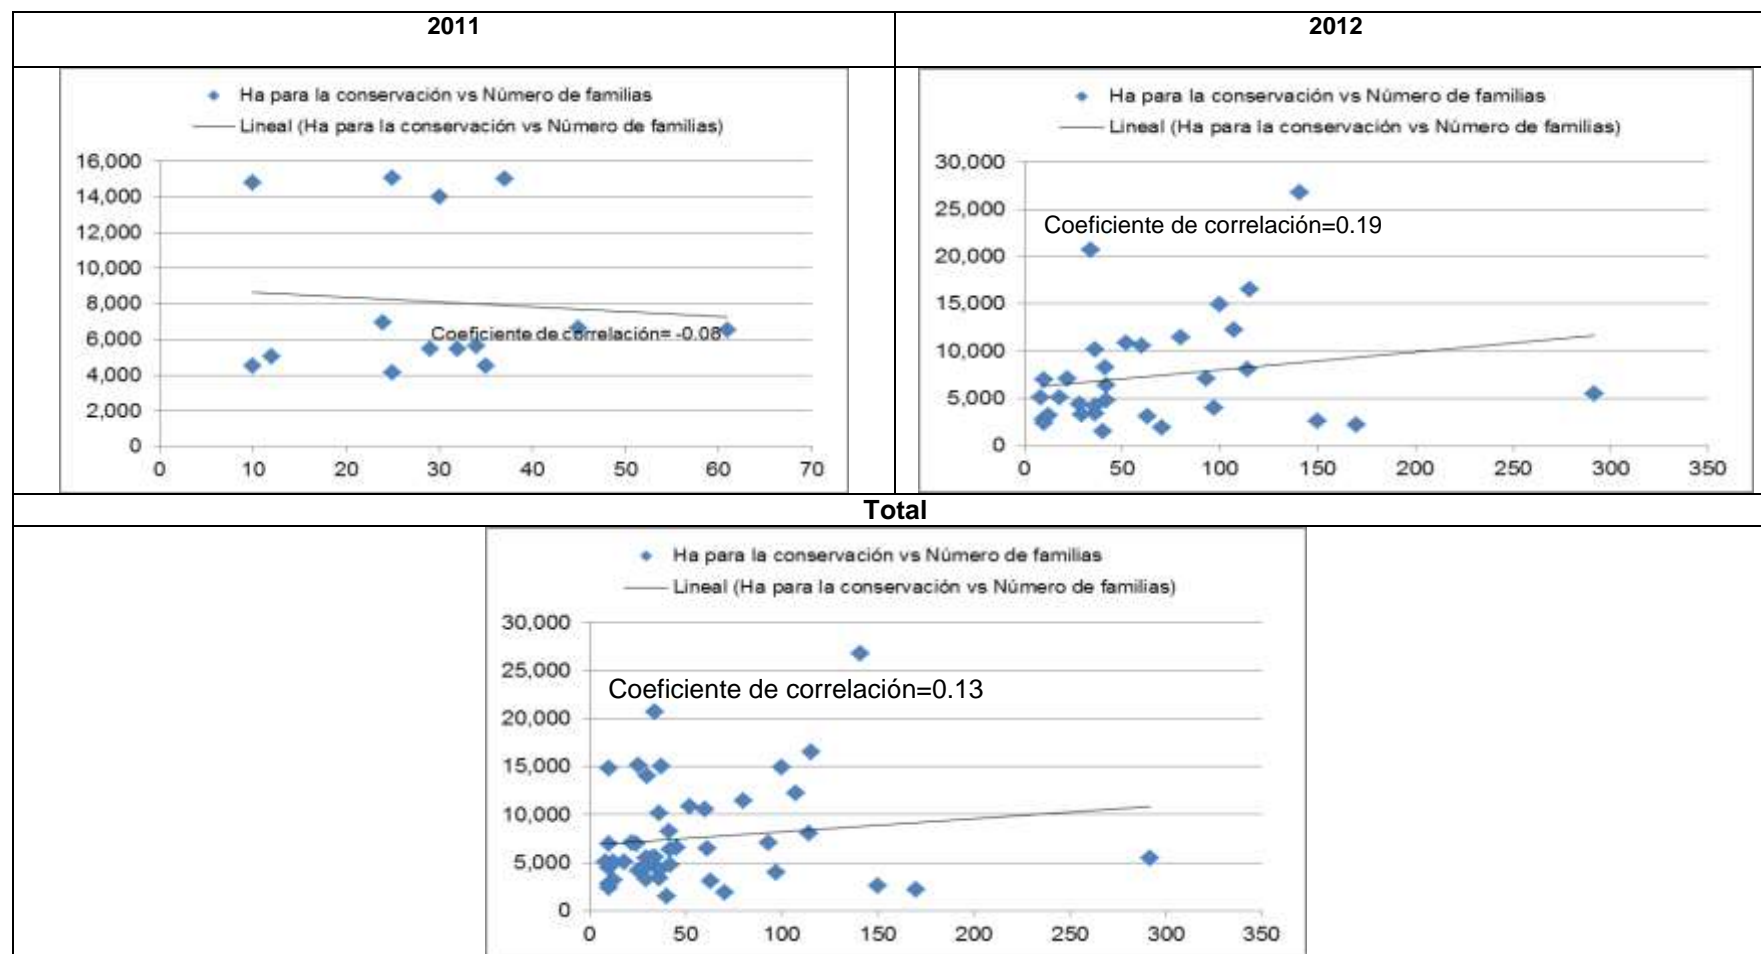 2011
2012
Ha para la conservación vs Número de familias
Lineal (Ha para la conservación vs Número de familias)
16,000
14,000
12,000
10,000
8,000
6,000
4,000
2,000
0
Coeficiente de correlación= -0.08
0 10 20 30 40 50 60 70
Ha para la conservación vs Número de familias
Lineal (Ha para la conservación vs Número de familias)
30,000
25,000
20,000
15,000
10,000
5,000
0
Coeficiente de correlación=0.19
0 50 100 150 200 250 300 350
Total
Ha para la conservación vs Número de familias
Lineal (Ha para la conservación vs Número de familias)
30,000
25,000
20,000
15,000
10,000
5,000
0
Coeficiente de correlación=0.13
0 50 100 150 200 250 300 350